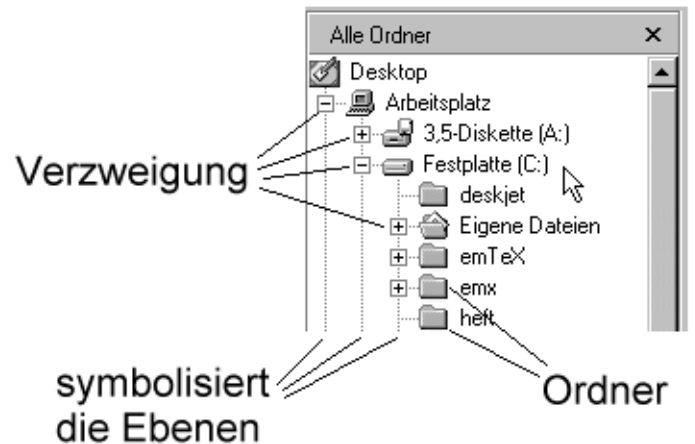 Alle Ordner
Desktop
Arbeitsplatz
3,5-Diskette (A:)
Festplatte (C:)
deskjet
Eigene Dateien
emTeX
emx
heft
Verzweigung
symbolisiert
die Ebenen
Ordner